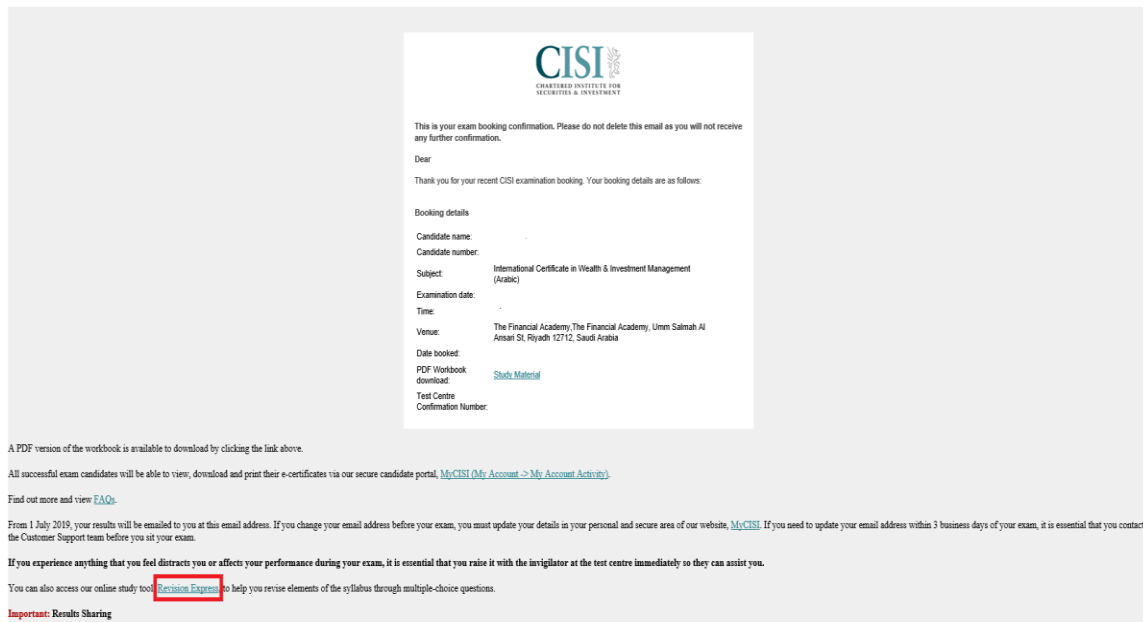 CISI
CHARTERED INSTITUTE FOR
SECURITIES & INVESTMENT
This is your exam booking confirmation. Please do not delete this email as you will not receive
any further confirmation.
Dear
Thank you for your recent CISI examination booking. Your booking details are as follows:
Booking details
Candidate name:
Candidate number:
Subject: International Certificate in Wealth & Investment Management
(Arabic)
Examination date:
Time:
Venue: The Financial Academy,The Financial Academy, Umm Salmah Al
Ansari St, Riyadh 12712, Saudi Arabia
Date booked:
PDF Workbook
download: Study Material
Test Centre
Confirmation Number:
A PDF version of the workbook is available to download by clicking the link above.
All successful exam candidates will be able to view, download and print their e-certificates via our secure candidate portal, MyCISI (My Account -> My Account Activity).
Find out more and view FAQs.
From 1 July 2019, your results will be emailed to you at this email address. If you change your email address before your exam, you must update your details in your personal and secure area of our website, MyCISI. If you need to update your email address within 3 business days of your exam, it is essential that you contact
the Customer Support team before you sit your exam.
If you experience anything that you feel distracts you or affects your performance during your exam, it is essential that you raise it with the invigilator at the test centre immediately so they can assist you.
You can also access our online study tool Revision Express, to help you revise elements of the syllabus through multiple-choice questions.
Important: Results Sharing